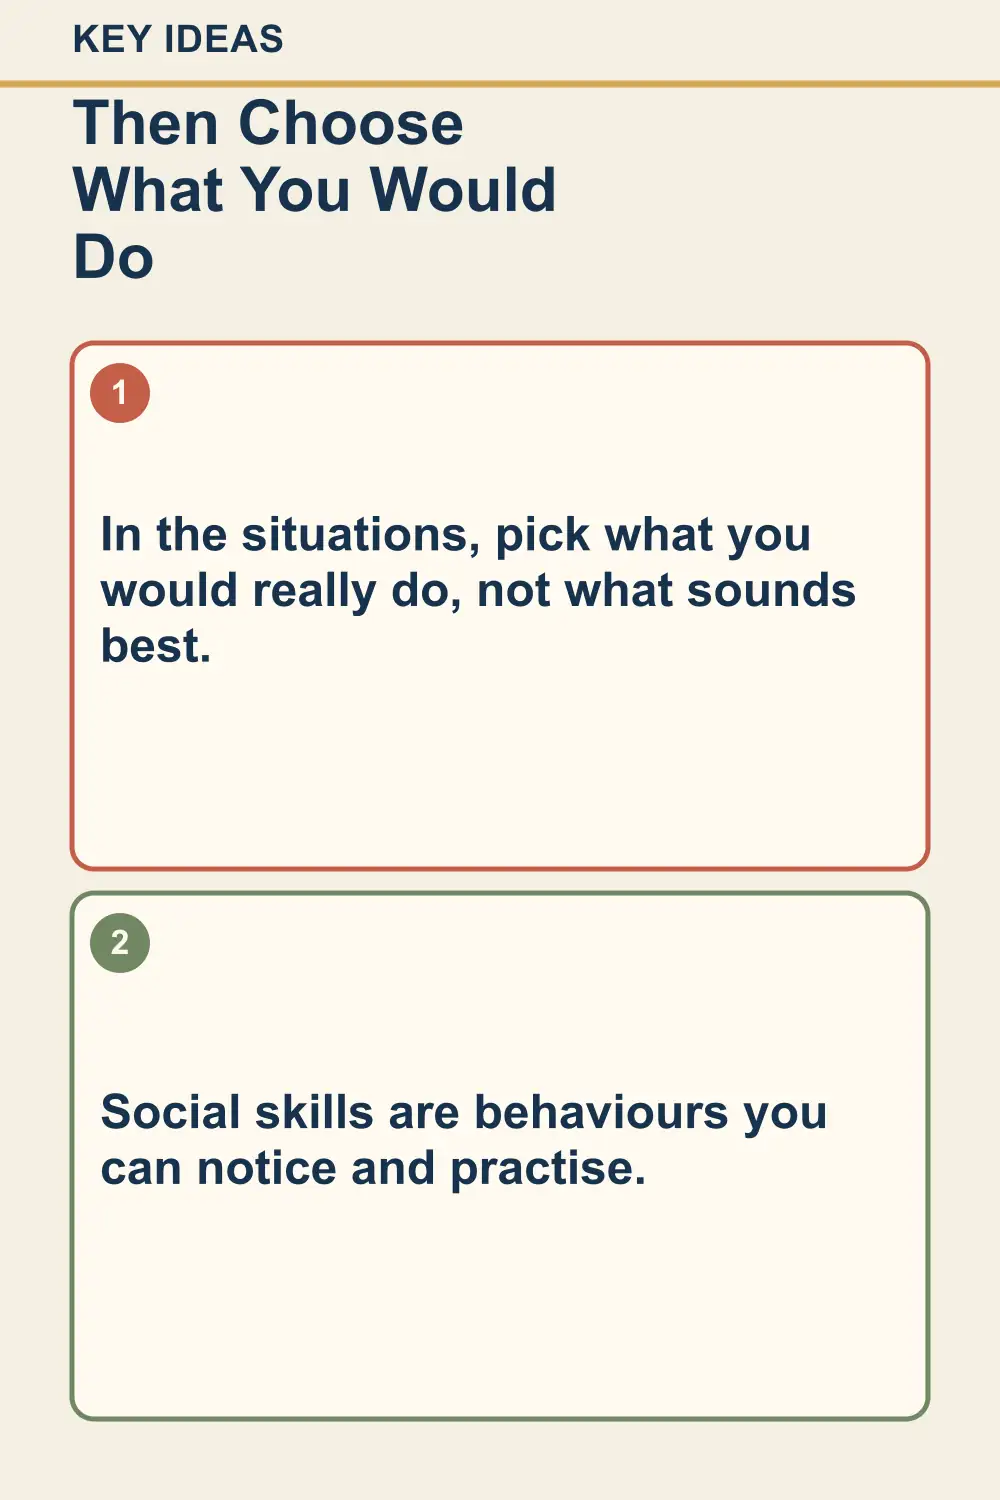 KEY IDEAS
Then Choose
What You Would
Do
1
In the situations, pick what you
would really do, not what sounds
best.
2
Social skills are behaviours you
can notice and practise.